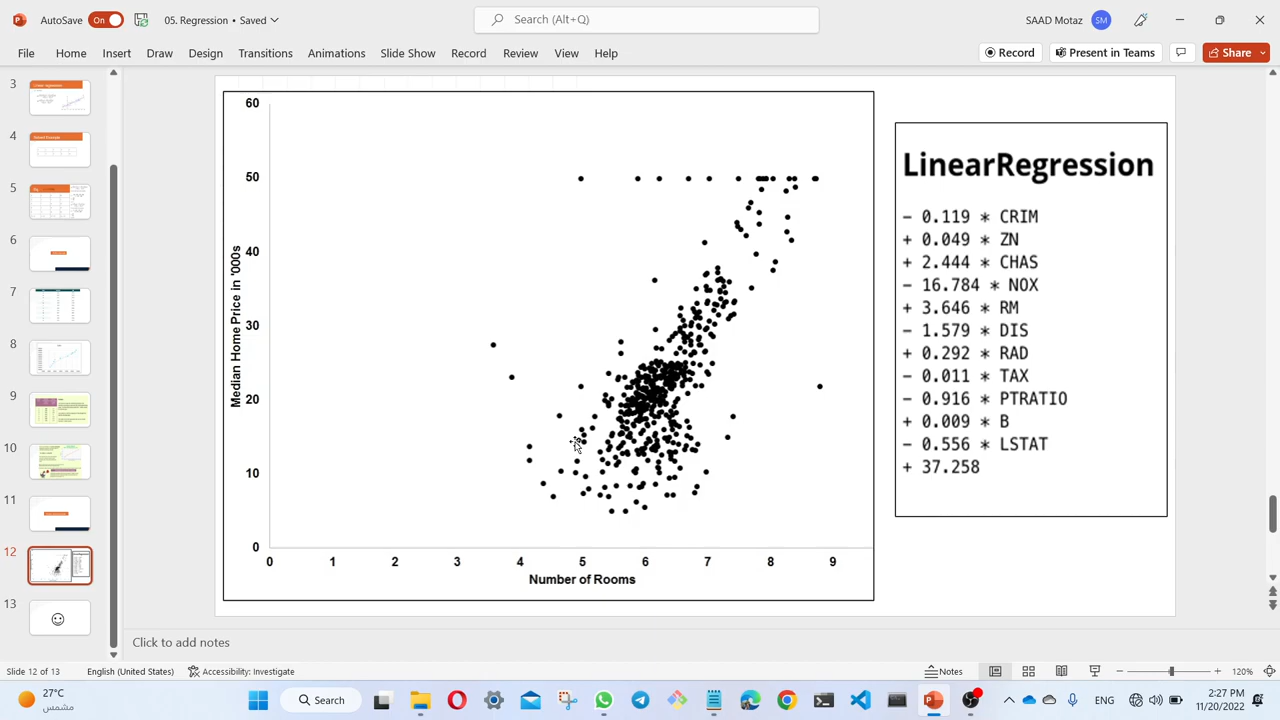 AutoSave On 05. Regression • Saved Search (Alt+Q) SAAD Motaz SM
File Home Insert Draw Design Transitions Animations Slide Show Record Review View Help Record Present in Teams Share
3
4
5
6
9
10
11
12
13
60
50
40
30
20
10
0
Median Home Price in '000s
0 1 2 3 4 5 6 7 8 9
Number of Rooms
LinearRegression
- 0.119 * CRIM
+ 0.049 * ZN
+ 2.444 * CHAS
- 16.784 * NOX
+ 3.646 * RM
- 1.579 * DIS
+ 0.292 * RAD
- 0.011 * TAX
- 0.916 * PTRATIO
+ 0.009 * B
- 0.556 * LSTAT
+ 37.258
Click to add notes
Slide 12 of 13 English (United States) Accessibility: Investigate Notes 120%
27°C
مشمس
Search
ENG
2:27 PM
11/20/2022